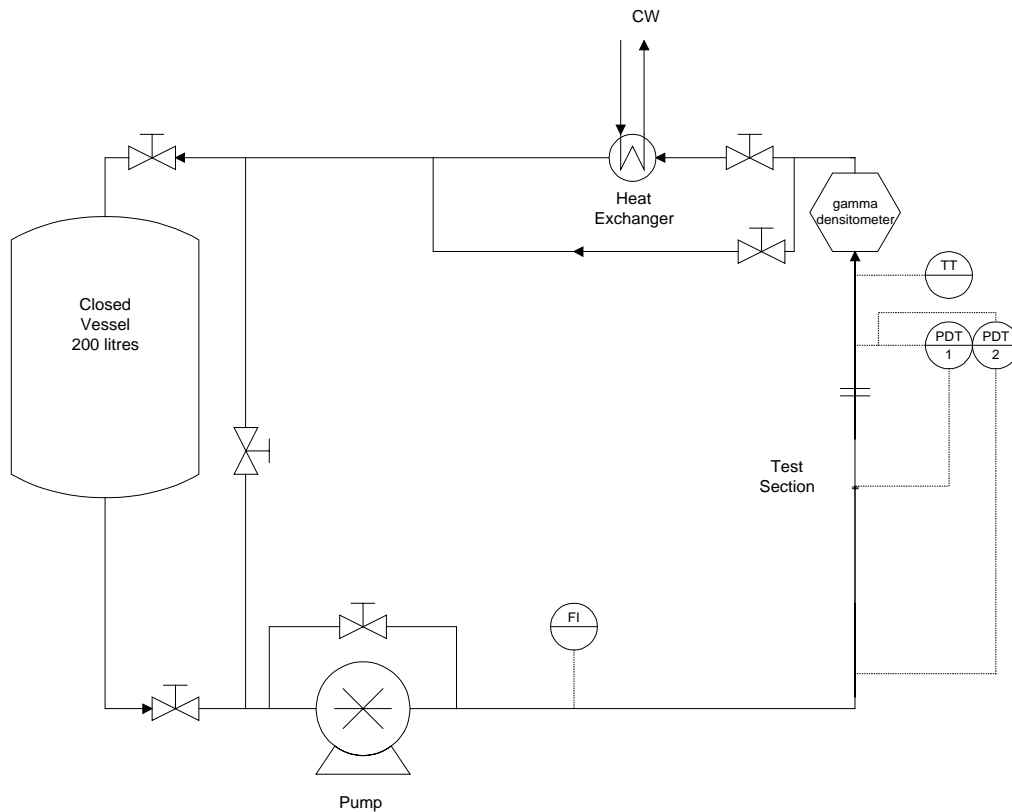 CW
Heat
Exchanger
gamma
densitometer
TT
Closed
Vessel
200 litres
PDT
1
PDT
2
Test
Section
FI
Pump